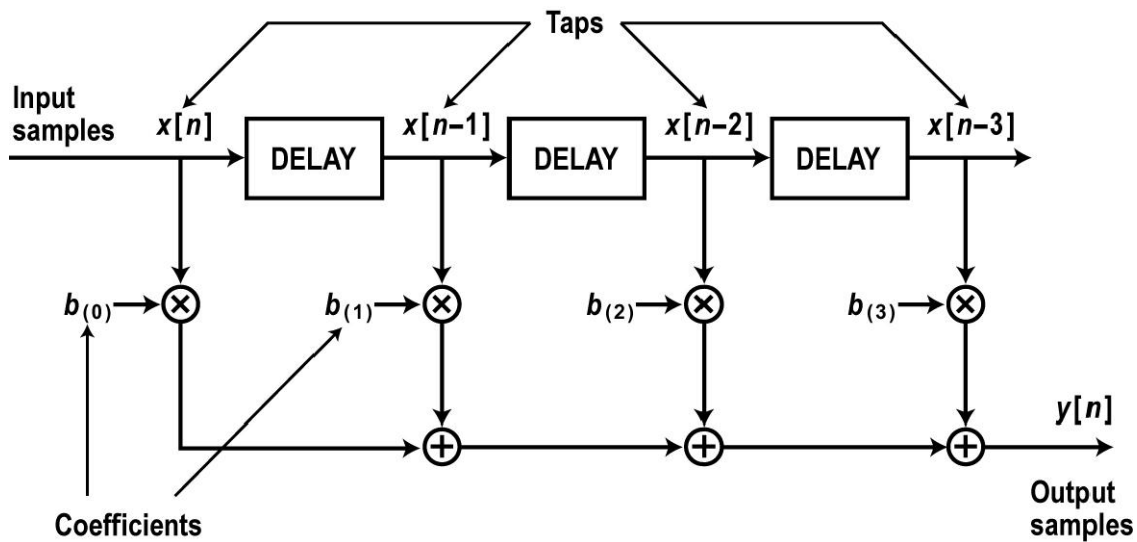 Taps
Input
samples
x[n]
x[n–1]
x[n–2]
x[n–3]
DELAY
DELAY
DELAY
b(0)
b(1)
b(2)
b(3)
y[n]
Coefficients
Output
samples